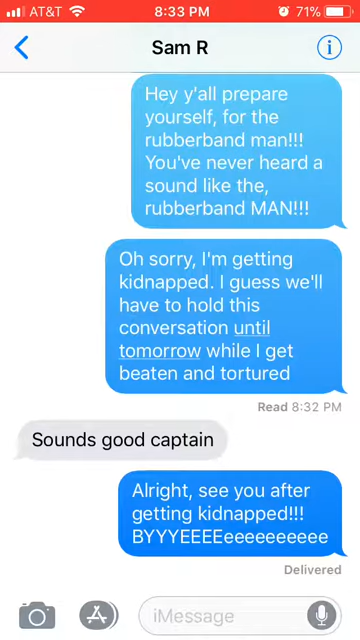 AT&T 8:33 PM 71%
Sam R
Hey y'all prepare
yourself, for the
rubberband man!!!
You've never heard a
sound like the,
rubberband MAN!!!
Oh sorry, I'm getting
kidnapped. I guess we'll
have to hold this
conversation until
tomorrow while I get
beaten and tortured
Read 8:32 PM
Sounds good captain
Alright, see you after
getting kidnapped!!!
BYYYEEEEeeeeeeeeeee
Delivered
iMessage